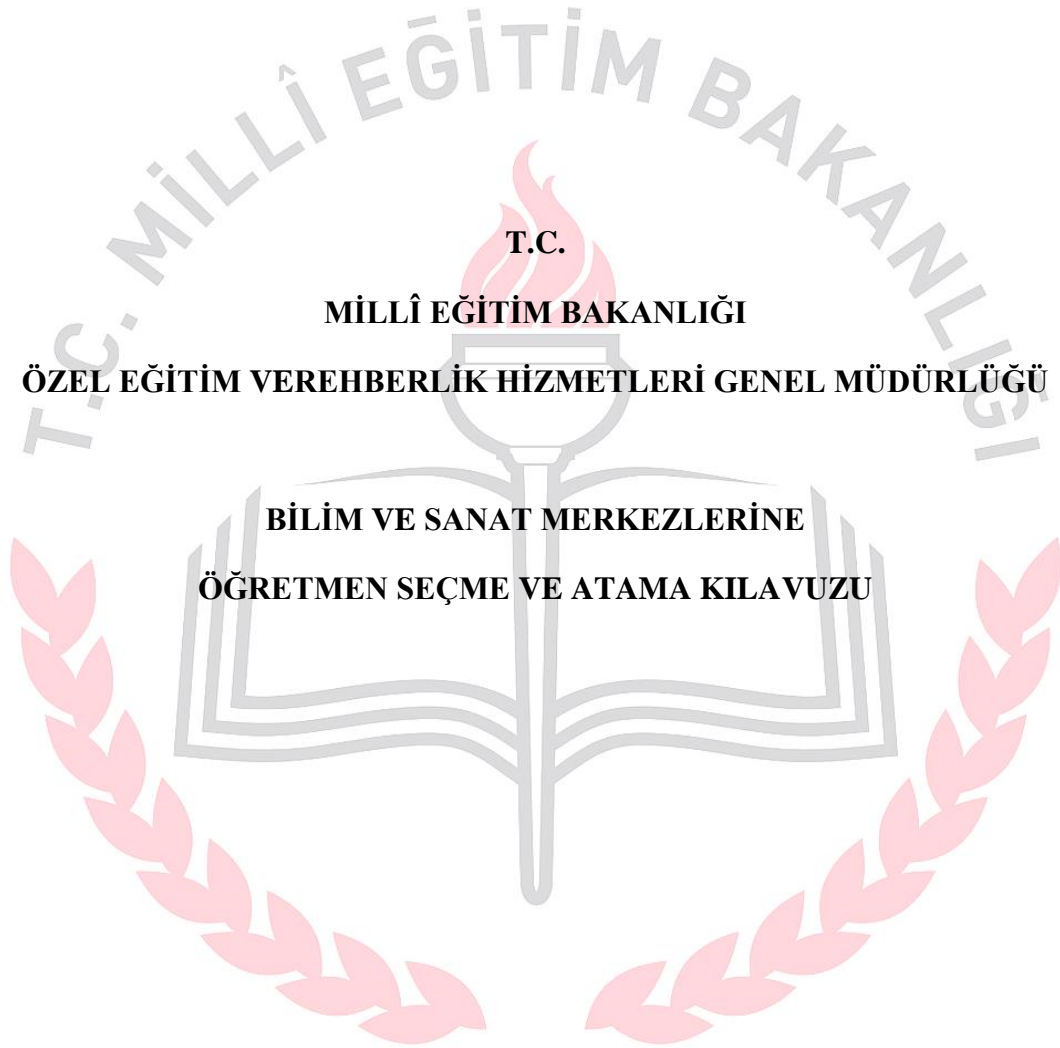 T.C. MİLLÎ EĞİTİM BAKANLIĞI
T.C.
MİLLÎ EĞİTİM BAKANLIĞI
ÖZEL EĞİTİM VEREHBERLİK HİZMETLERİ GENEL MÜDÜRLÜĞÜ
BİLİM VE SANAT MERKEZLERİNE
ÖĞRETMEN SEÇME VE ATAMA KILAVUZU